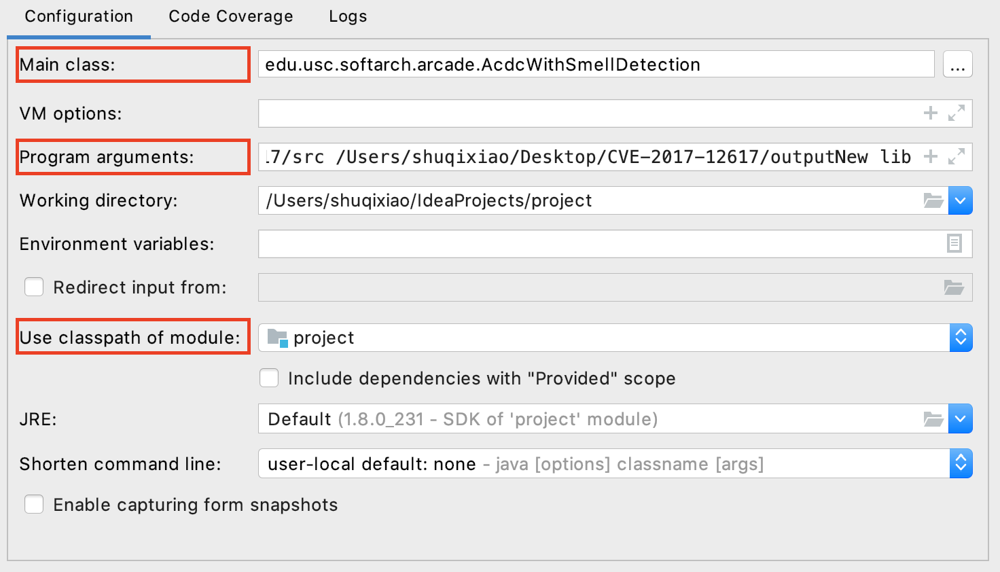 Configuration Code Coverage Logs
Main class: edu.usc.softarch.arcade.AcdcWithSmellDetection ...
VM options:
Program arguments: 17/src /Users/shuqixiao/Desktop/CVE-2017-12617/outputNew lib
Working directory: /Users/shuqixiao/IdeaProjects/project
Environment variables:
Redirect input from:
Use classpath of module: project
Include dependencies with "Provided" scope
JRE: Default (1.8.0_231 - SDK of 'project' module)
Shorten command line: user-local default: none - java [options] classname [args]
Enable capturing form snapshots